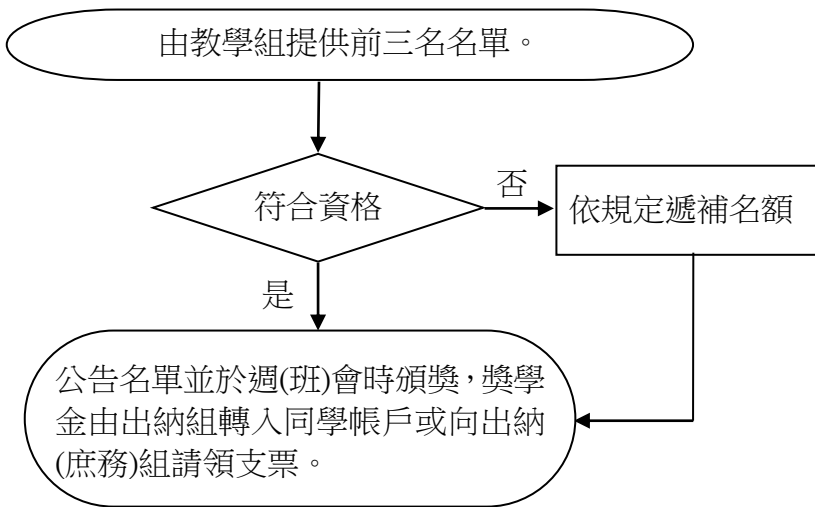 由教學組提供前三名名單。
符合資格
否
依規定遞補名額
是
公告名單並於週(班)會時頒獎,獎學
金由出納組轉入同學帳戶或向出納
(庶務)組請領支票。